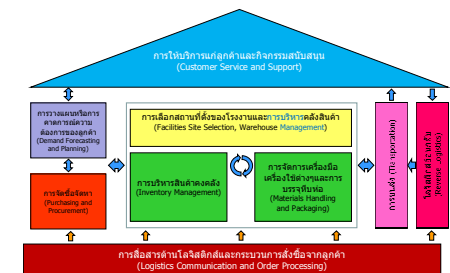 การให้บริการแก่ลูกค้าและกิจกรรมสนับสนุน
(Customer Service and Support)
การวางแผนหรือการ
คาดการณ์ความ
ต้องการของลูกค้า
(Demand Forecasting
and Planning)
การจัดซื้อจัดหา
(Purchasing and
Procurement)
การเลือกสถานที่ตั้งของโรงงานและการบริหารคลังสินค้า
(Facilities Site Selection, Warehouse Management)
การบริหารสินค้าคงคลัง
(Inventory Management)
การจัดการเครื่องมือ
เครื่องใช้ต่างๆและการ
บรรจุหีบห่อ
(Materials Handling
and Packaging)
การขนส่ง (Transporation)
โลจิสติกส์ย้อนกลับ
(Reverse Logistics)
การสื่อสารด้านโลจิสติกส์และกระบวนการสั่งซื้อจากลูกค้า
(Logistics Communication and Order Processing)